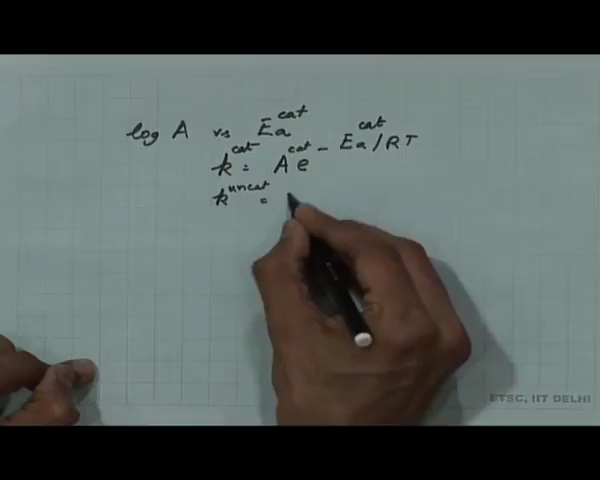 log A vs Ea^cat
k^cat = A^cat e^- Ea^cat/RT
k^uncat =
ETSC, IIT DELHI